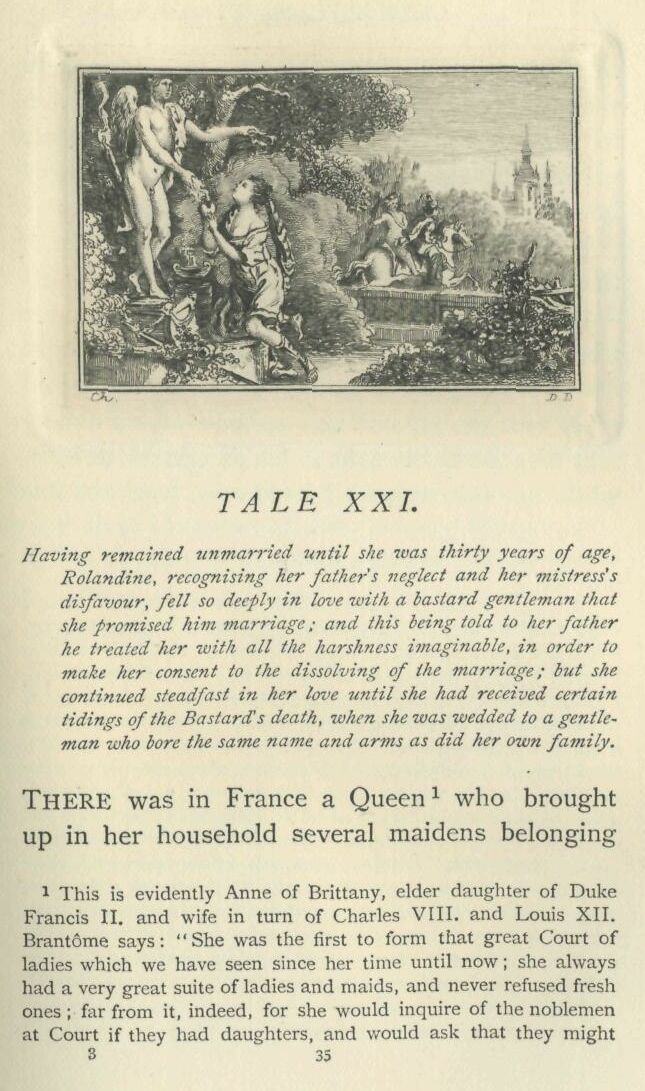 Ch.
D D
TALE XXI.
Having remained unmarried until she was thirty years of age,
Rolandine, recognising her father's neglect and her mistress's
disfavour, fell so deeply in love with a bastard gentleman that
she promised him marriage; and this being told to her father
he treated her with all the harshness imaginable, in order to
make her consent to the dissolving of the marriage; but she
continued steadfast in her love until she had received certain
tidings of the Bastard's death, when she was wedded to a gentle-
man who bore the same name and arms as did her own family.
THERE was in France a Queen¹ who brought
up in her household several maidens belonging
¹ This is evidently Anne of Brittany, elder daughter of Duke
Francis II. and wife in turn of Charles VIII. and Louis XII.
Brantôme says: "She was the first to form that great Court of
ladies which we have seen since her time until now; she always
had a very great suite of ladies and maids, and never refused fresh
ones; far from it, indeed, for she would inquire of the noblemen
at Court if they had daughters, and would ask that they might
3 35